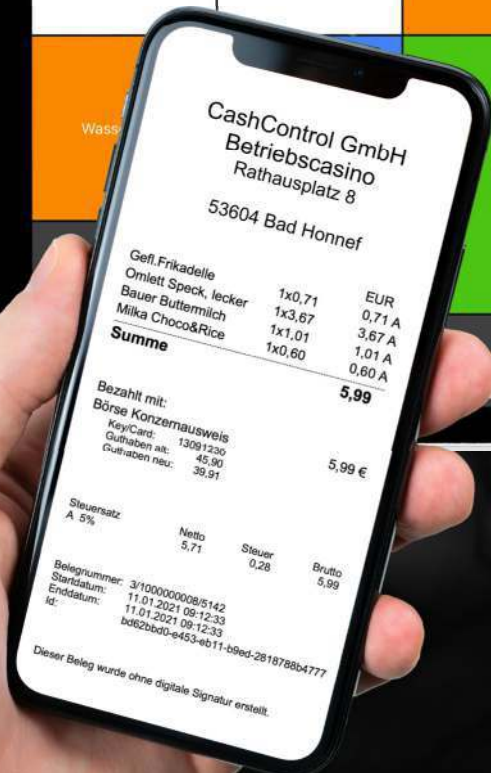 CashControl GmbH
Betriebscasino
Rathausplatz 8
53604 Bad Honnef
EUR
Gefl.Frikadelle 1x0,71 0,71 A
Omlett Speck, lecker 1x3,67 3,67 A
Bauer Buttermilch 1x1,01 1,01 A
Milka Choco&Rice 1x0,60 0,60 A
Summe 5,99
Bezahlt mit:
Börse Konzernausweis 5,99 €
Key/Card: 13091230
Guthaben alt: 45,90
Guthaben neu: 39,91
Steuersatz Netto Steuer Brutto
A 5% 5,71 0,28 5,99
Belegnummer: 3/1000000008/5142
Startdatum: 11.01.2021 09:12:33
Enddatum: 11.01.2021 09:12:33
Id: bd62bbd0-e453-eb11-b9ed-2818788b4777
Dieser Beleg wurde ohne digitale Signatur erstellt.